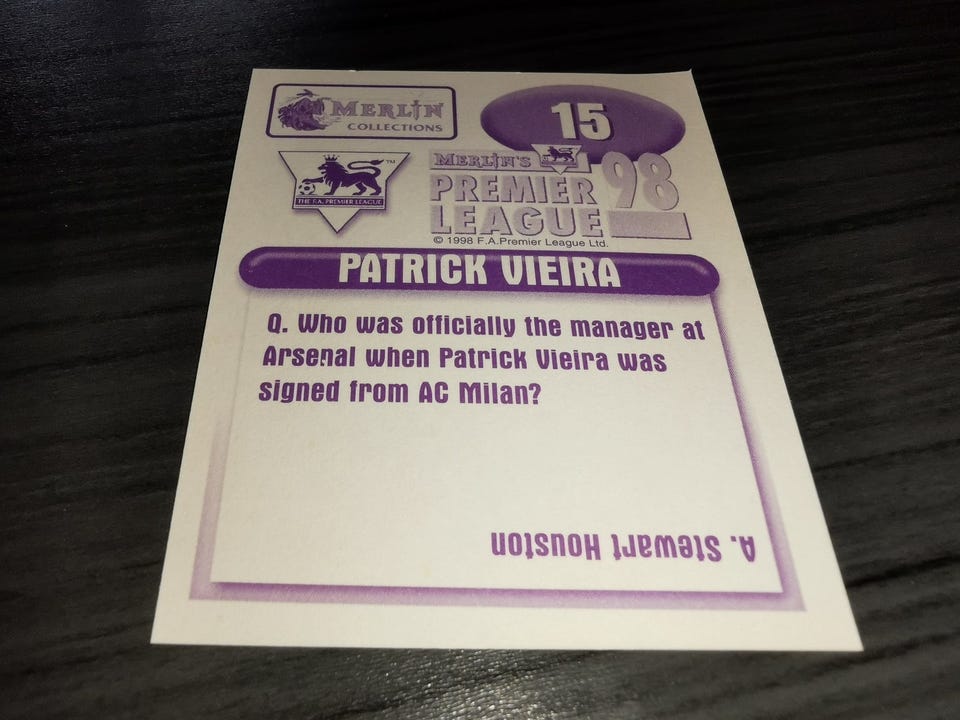 MERLIN
COLLECTIONS
15
THE F.A. PREMIER LEAGUE
TM
MERLIN'S
PREMIER
LEAGUE
98
© 1998 F.A.Premier League Ltd.
PATRICK VIEIRA
Q. Who was officially the manager at
Arsenal when Patrick Vieira was
signed from AC Milan?
A. Stewart Houston